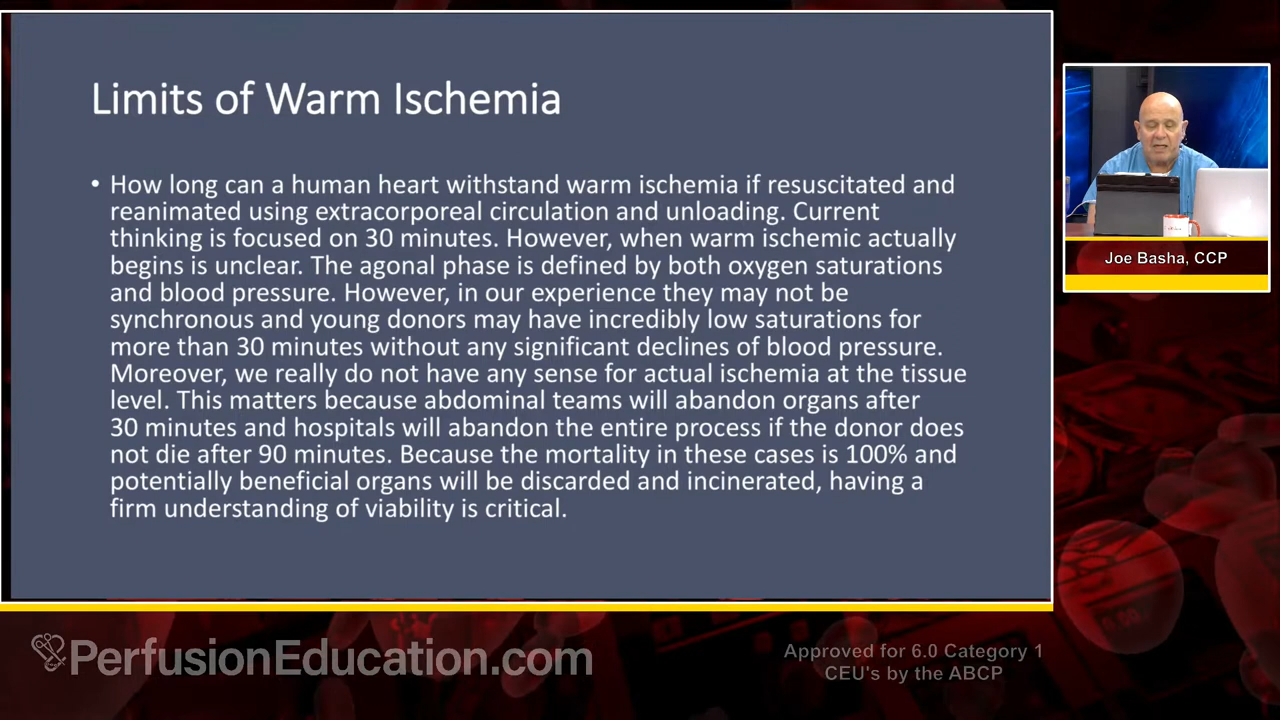 Limits of Warm Ischemia
• How long can a human heart withstand warm ischemia if resuscitated and
reanimated using extracorporeal circulation and unloading. Current
thinking is focused on 30 minutes. However, when warm ischemic actually
begins is unclear. The agonal phase is defined by both oxygen saturations
and blood pressure. However, in our experience they may not be
synchronous and young donors may have incredibly low saturations for
more than 30 minutes without any significant declines of blood pressure.
Moreover, we really do not have any sense for actual ischemia at the tissue
level. This matters because abdominal teams will abandon organs after
30 minutes and hospitals will abandon the entire process if the donor does
not die after 90 minutes. Because the mortality in these cases is 100% and
potentially beneficial organs will be discarded and incinerated, having a
firm understanding of viability is critical.
Joe Basha, CCP
PerfusionEducation.com
Approved for 6.0 Category 1
CEU's by the ABCP